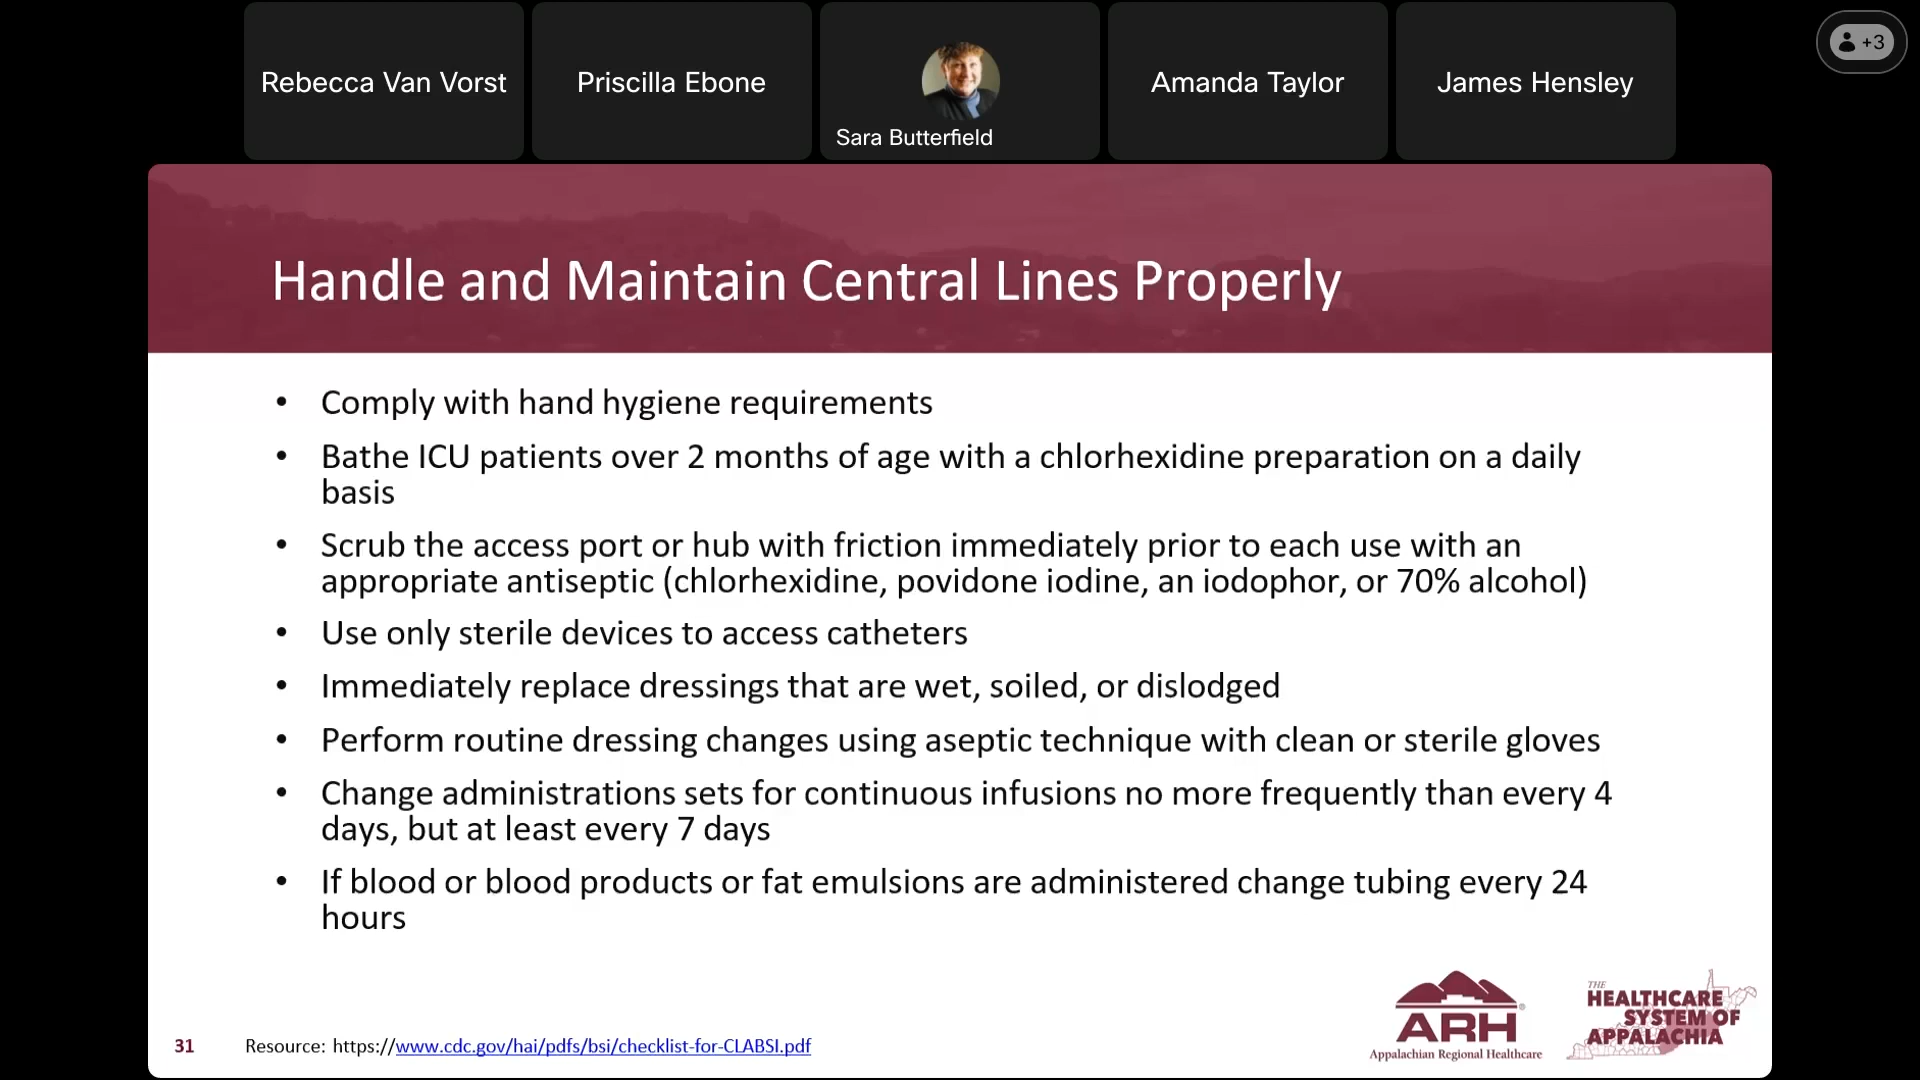 Rebecca Van Vorst
Priscilla Ebone
Sara Butterfield
Amanda Taylor
James Hensley
+3
Handle and Maintain Central Lines Properly
• Comply with hand hygiene requirements
• Bathe ICU patients over 2 months of age with a chlorhexidine preparation on a daily
basis
• Scrub the access port or hub with friction immediately prior to each use with an
appropriate antiseptic (chlorhexidine, povidone iodine, an iodophor, or 70% alcohol)
• Use only sterile devices to access catheters
• Immediately replace dressings that are wet, soiled, or dislodged
• Perform routine dressing changes using aseptic technique with clean or sterile gloves
• Change administrations sets for continuous infusions no more frequently than every 4
days, but at least every 7 days
• If blood or blood products or fat emulsions are administered change tubing every 24
hours
31
Resource: https://www.cdc.gov/hai/pdfs/bsi/checklist-for-CLABSI.pdf
ARH
Appalachian Regional Healthcare
THE
HEALTHCARE
SYSTEM OF
APPALACHIA